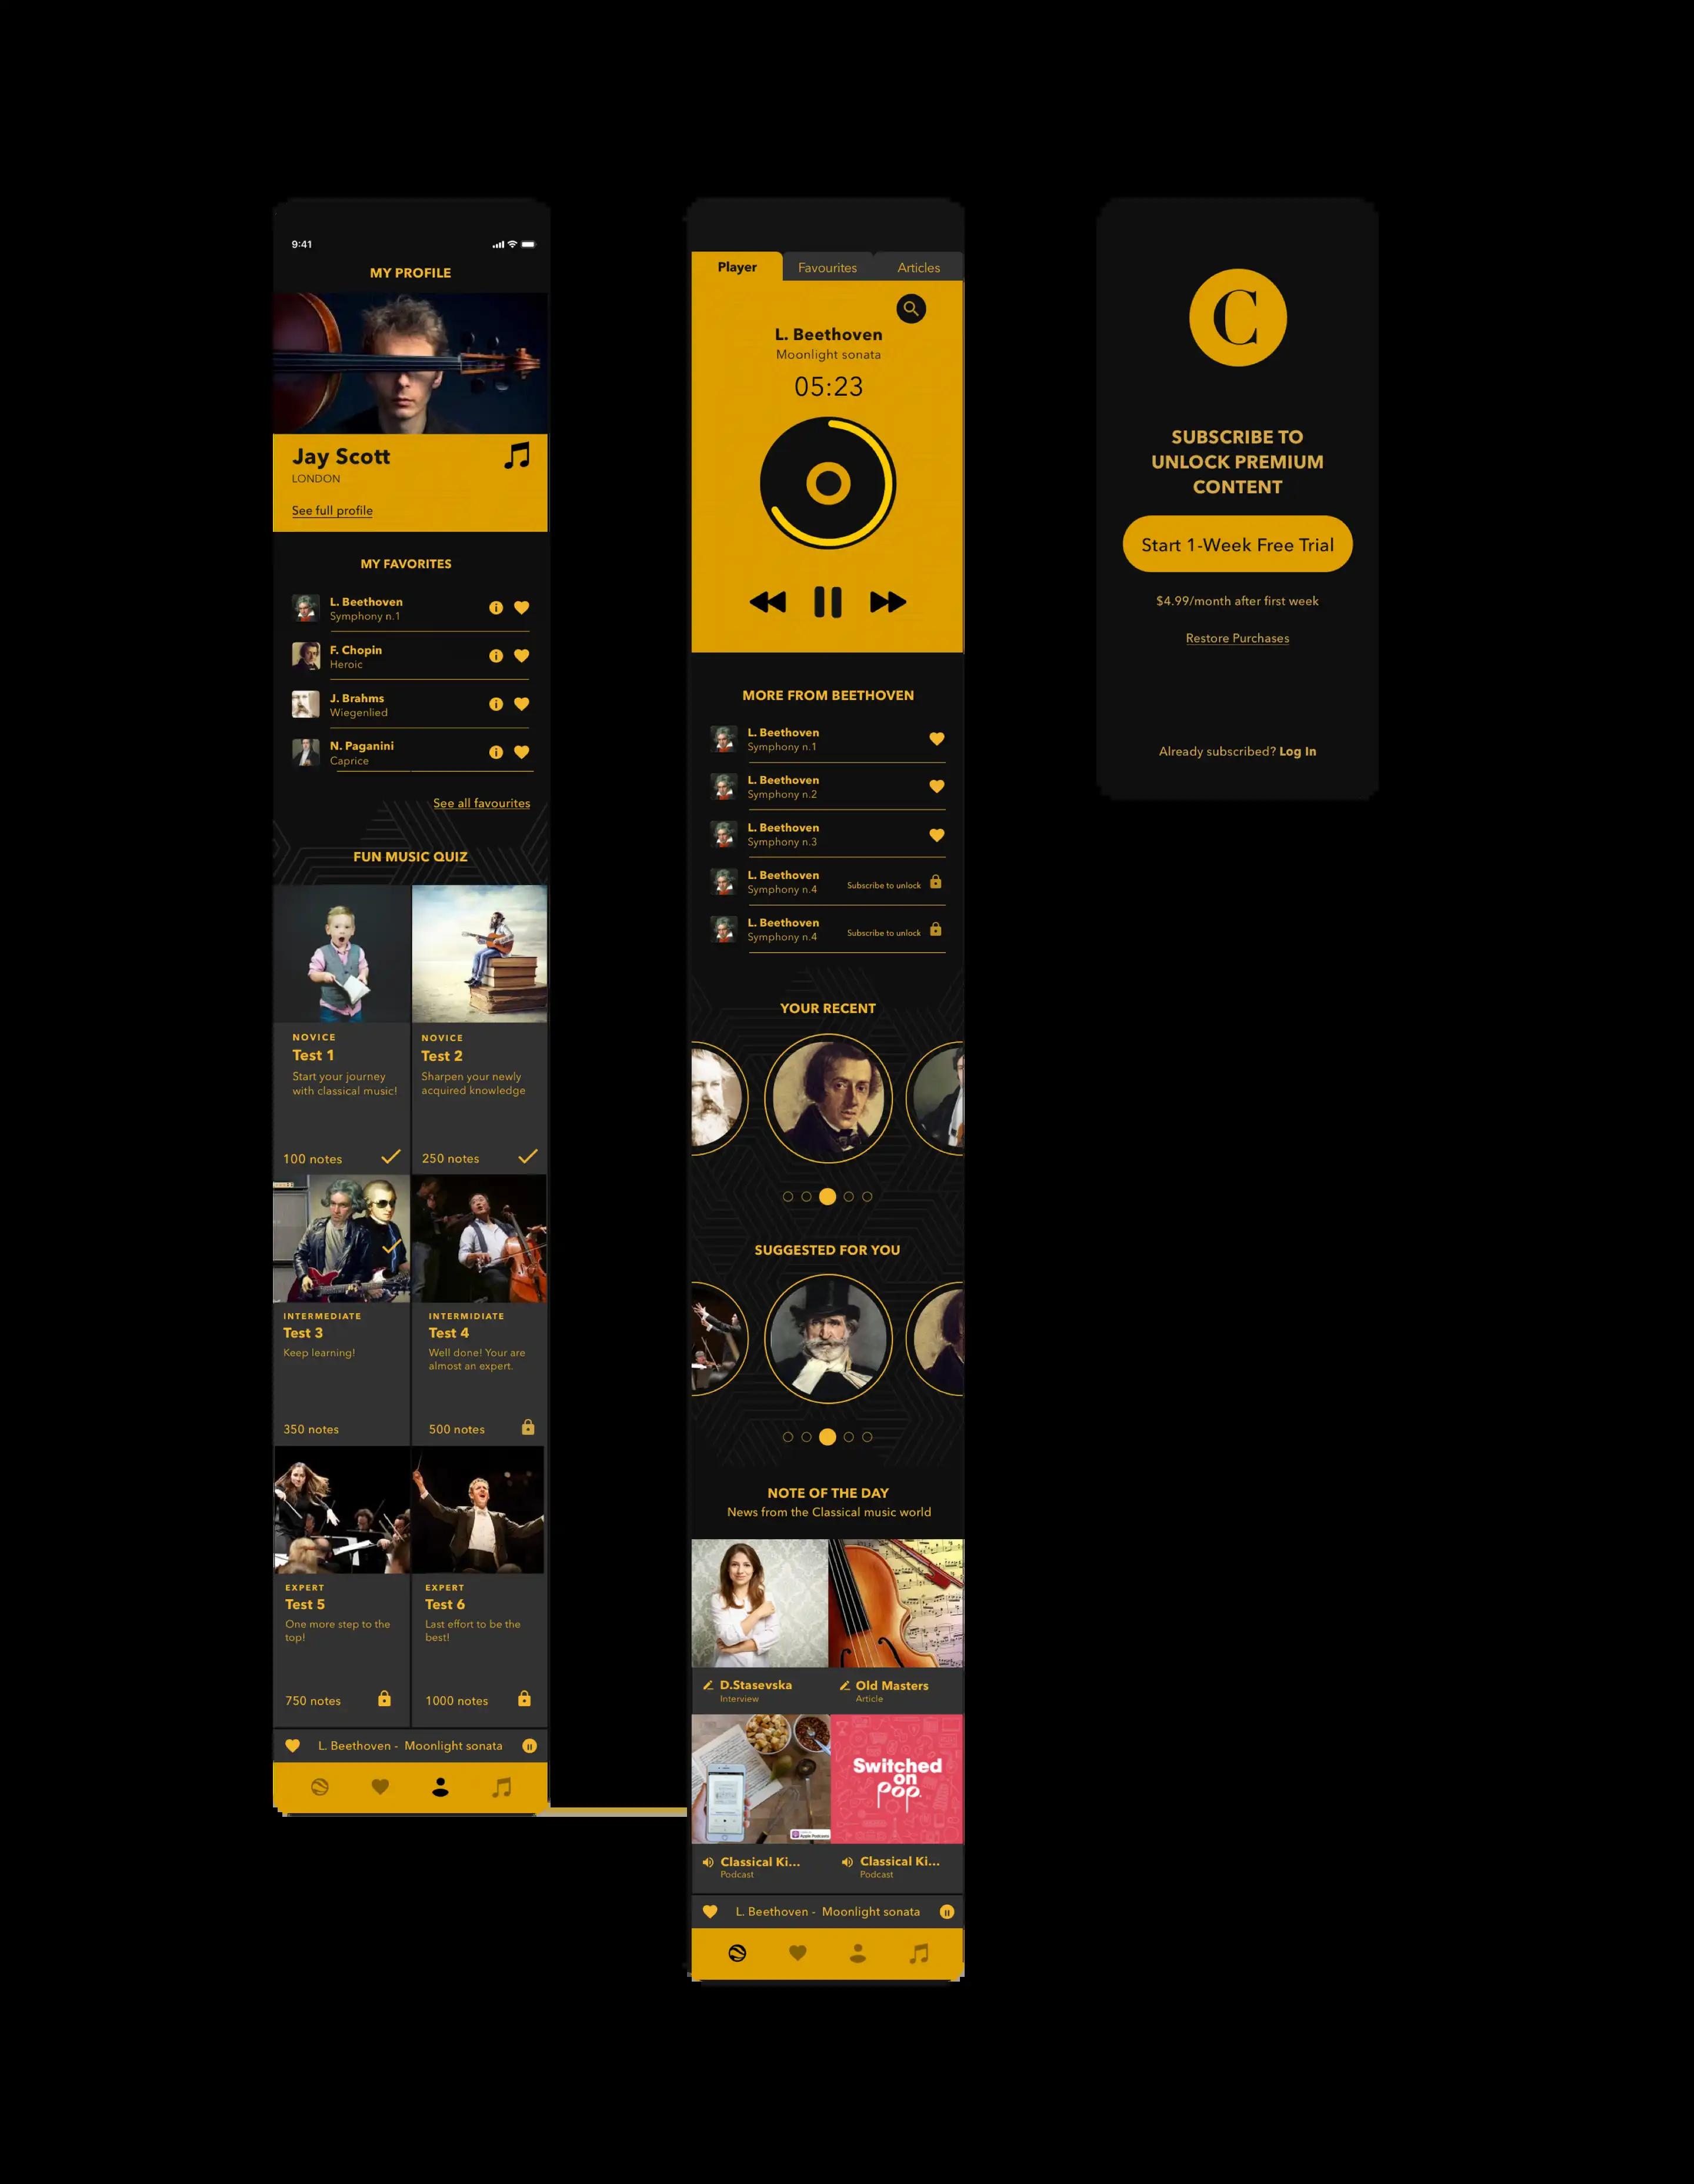 9:41
MY PROFILE
Jay Scott
LONDON
See full profile
MY FAVORITES
L. Beethoven
Symphony n.1
F. Chopin
Heroic
J. Brahms
Wiegenlied
N. Paganini
Caprice
See all favourites
FUN MUSIC QUIZ
NOVICE
Test 1
Start your journey
with classical music!
100 notes
NOVICE
Test 2
Sharpen your newly
acquired knowledge
250 notes
INTERMEDIATE
Test 3
Keep learning!
350 notes
INTERMIDIATE
Test 4
Well done! Your are
almost an expert.
500 notes
EXPERT
Test 5
One more step to the
top!
750 notes
EXPERT
Test 6
Last effort to be the
best!
1000 notes
L. Beethoven - Moonlight sonata
Player
Favourites
Articles
L. Beethoven
Moonlight sonata
05:23
MORE FROM BEETHOVEN
L. Beethoven
Symphony n.1
L. Beethoven
Symphony n.2
L. Beethoven
Symphony n.3
L. Beethoven
Symphony n.4
Subscribe to unlock
L. Beethoven
Symphony n.4
Subscribe to unlock
YOUR RECENT
SUGGESTED FOR YOU
NOTE OF THE DAY
News from the Classical music world
D.Stasevska
Interview
Old Masters
Article
Apple Podcasts
Switched
on
pop.
Classical Ki...
Podcast
Classical Ki...
Podcast
L. Beethoven - Moonlight sonata
C
SUBSCRIBE TO
UNLOCK PREMIUM
CONTENT
Start 1-Week Free Trial
$4.99/month after first week
Restore Purchases
Already subscribed? Log In